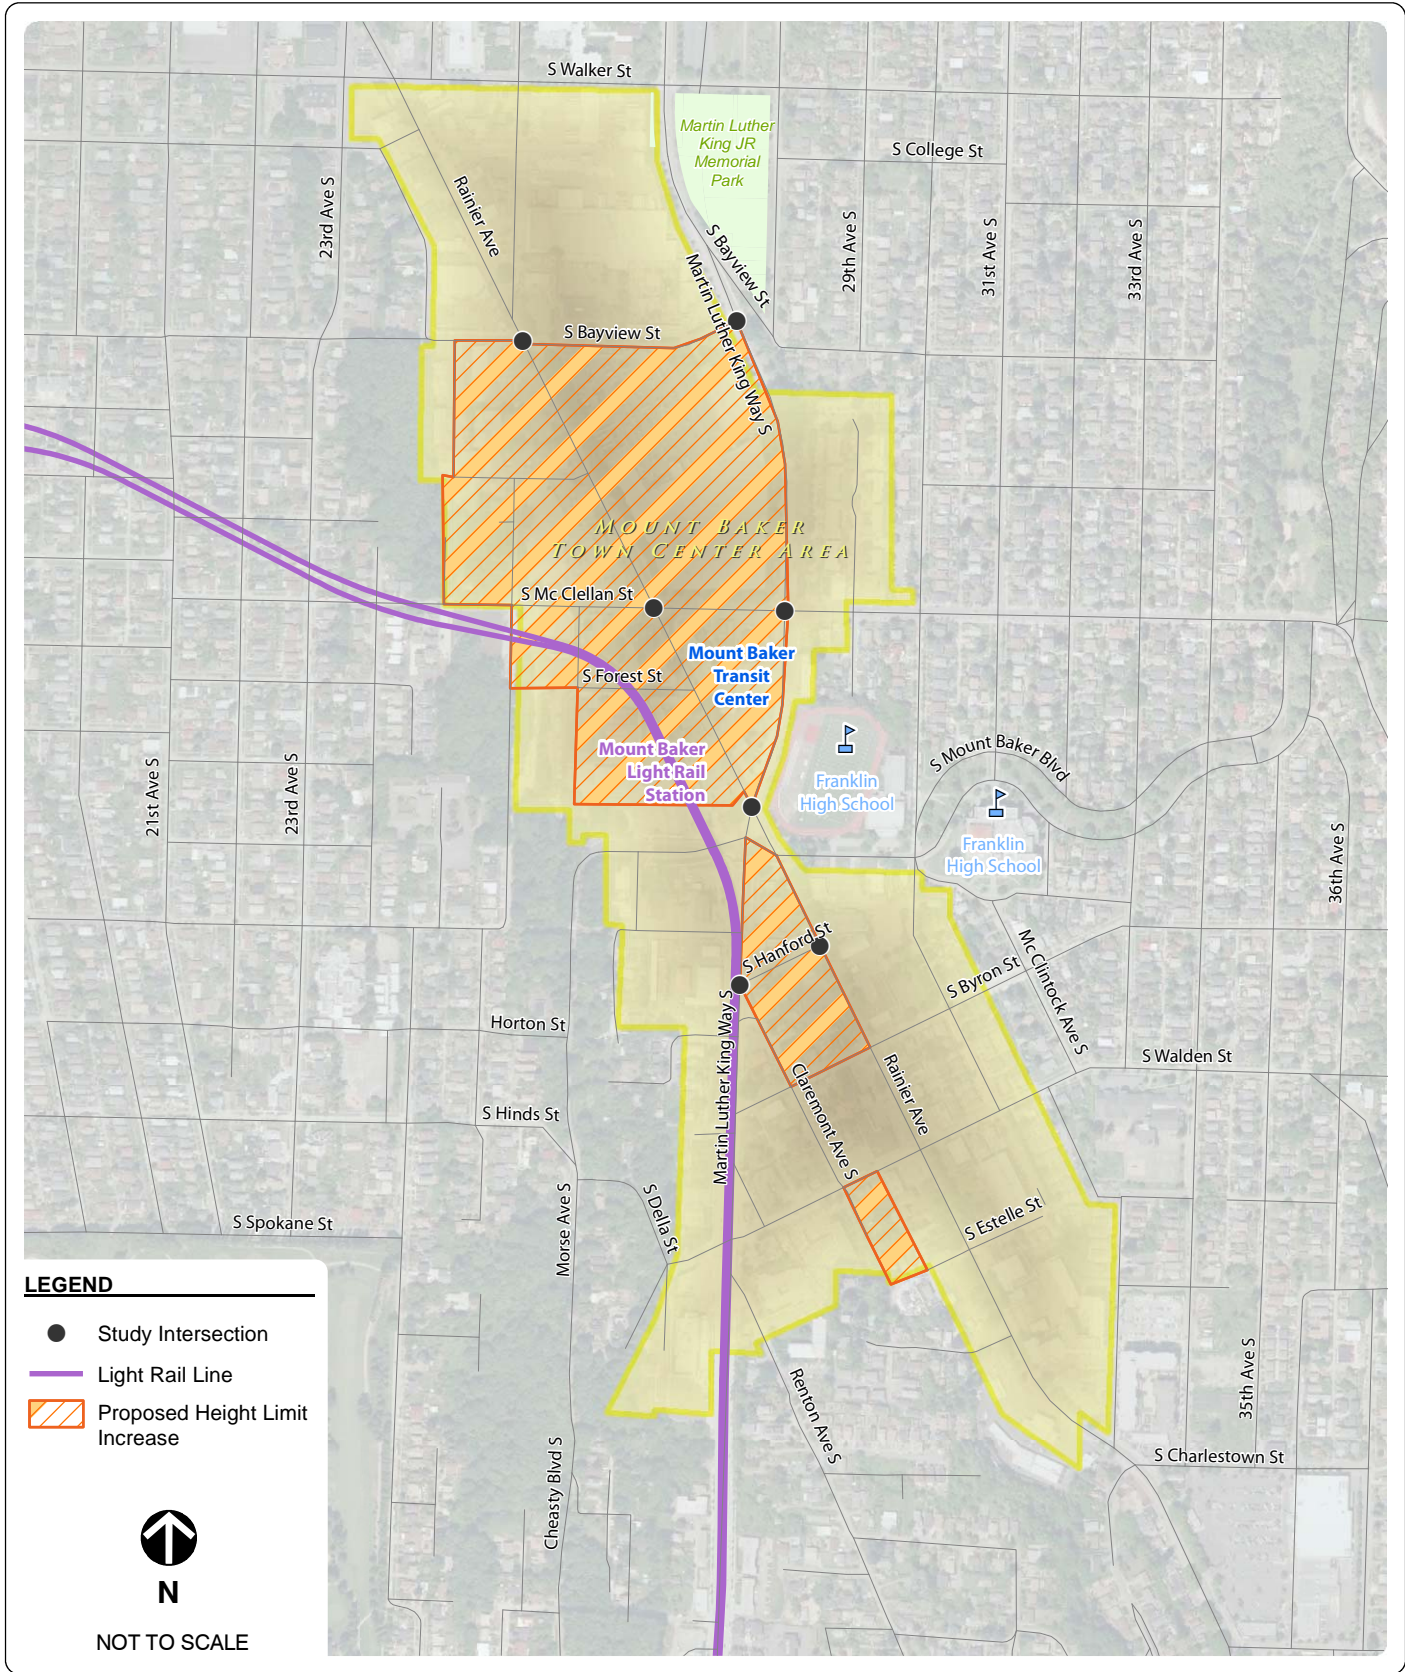 S Walker St
Martin Luther
King JR
Memorial
Park
S College St
23rd Ave S
Rainier Ave
29th Ave S
31st Ave S
33rd Ave S
S Bayview St
Martin Luther King Way S
S Bayview St
MOUNT BAKER
TOWN CENTER AREA
S Mc Clellan St
Mount Baker
Transit
Center
S Forest St
Mount Baker
Light Rail
Station
Franklin
High School
S Mount Baker Blvd
Franklin
High School
21st Ave S
23rd Ave S
36th Ave S
S Hanford St
S Byron St
Mc Clintock Ave S
Horton St
Martin Luther King Way S
S Walden St
Claremont Ave S
Rainier Ave
S Hinds St
S Della St
Morse Ave S
S Spokane St
S Estelle St
Renton Ave S
35th Ave S
S Charlestown St
Cheasty Blvd S
LEGEND
Study Intersection
Light Rail Line
Proposed Height Limit
Increase
N
NOT TO SCALE